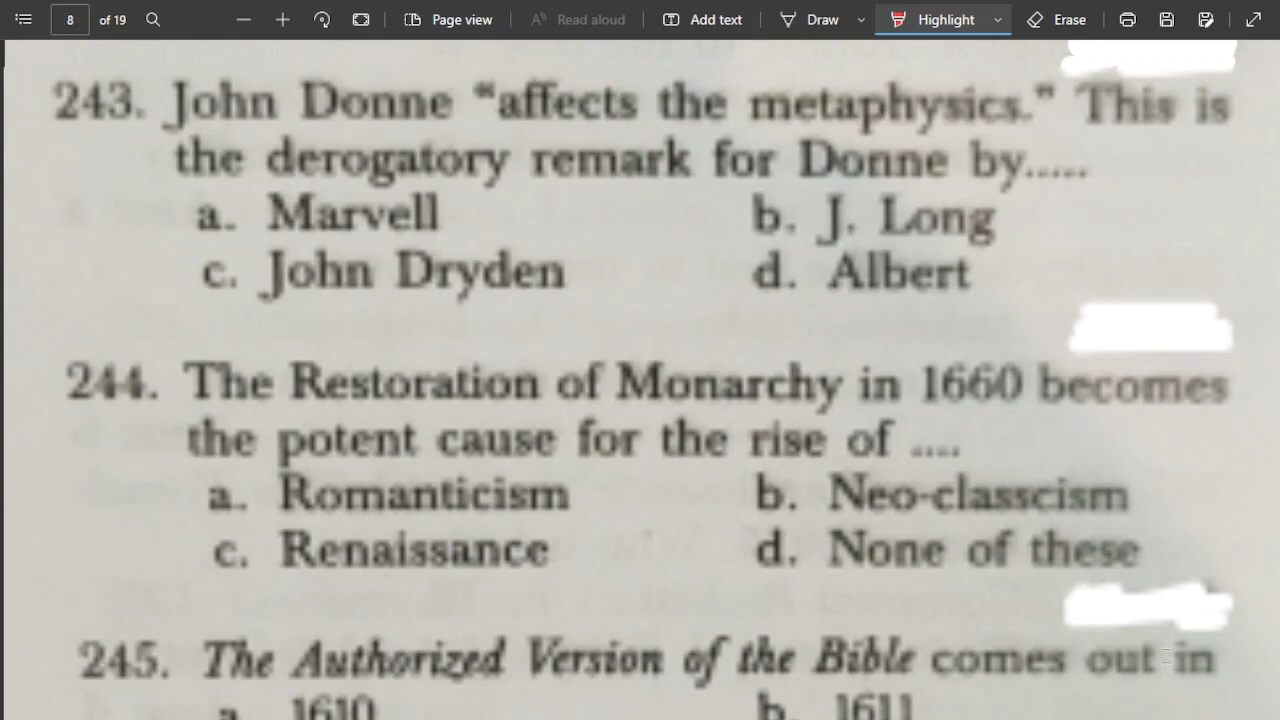 8 of 19 Page view Read aloud Add text Draw Highlight Erase
243. John Donne “affects the metaphysics.” This is
the derogatory remark for Donne by.....
a. Marvell b. J. Long
c. John Dryden d. Albert
244. The Restoration of Monarchy in 1660 becomes
the potent cause for the rise of ....
a. Romanticism b. Neo-classcism
c. Renaissance d. None of these
245. The Authorized Version of the Bible comes out in
a. 1610 b. 1611